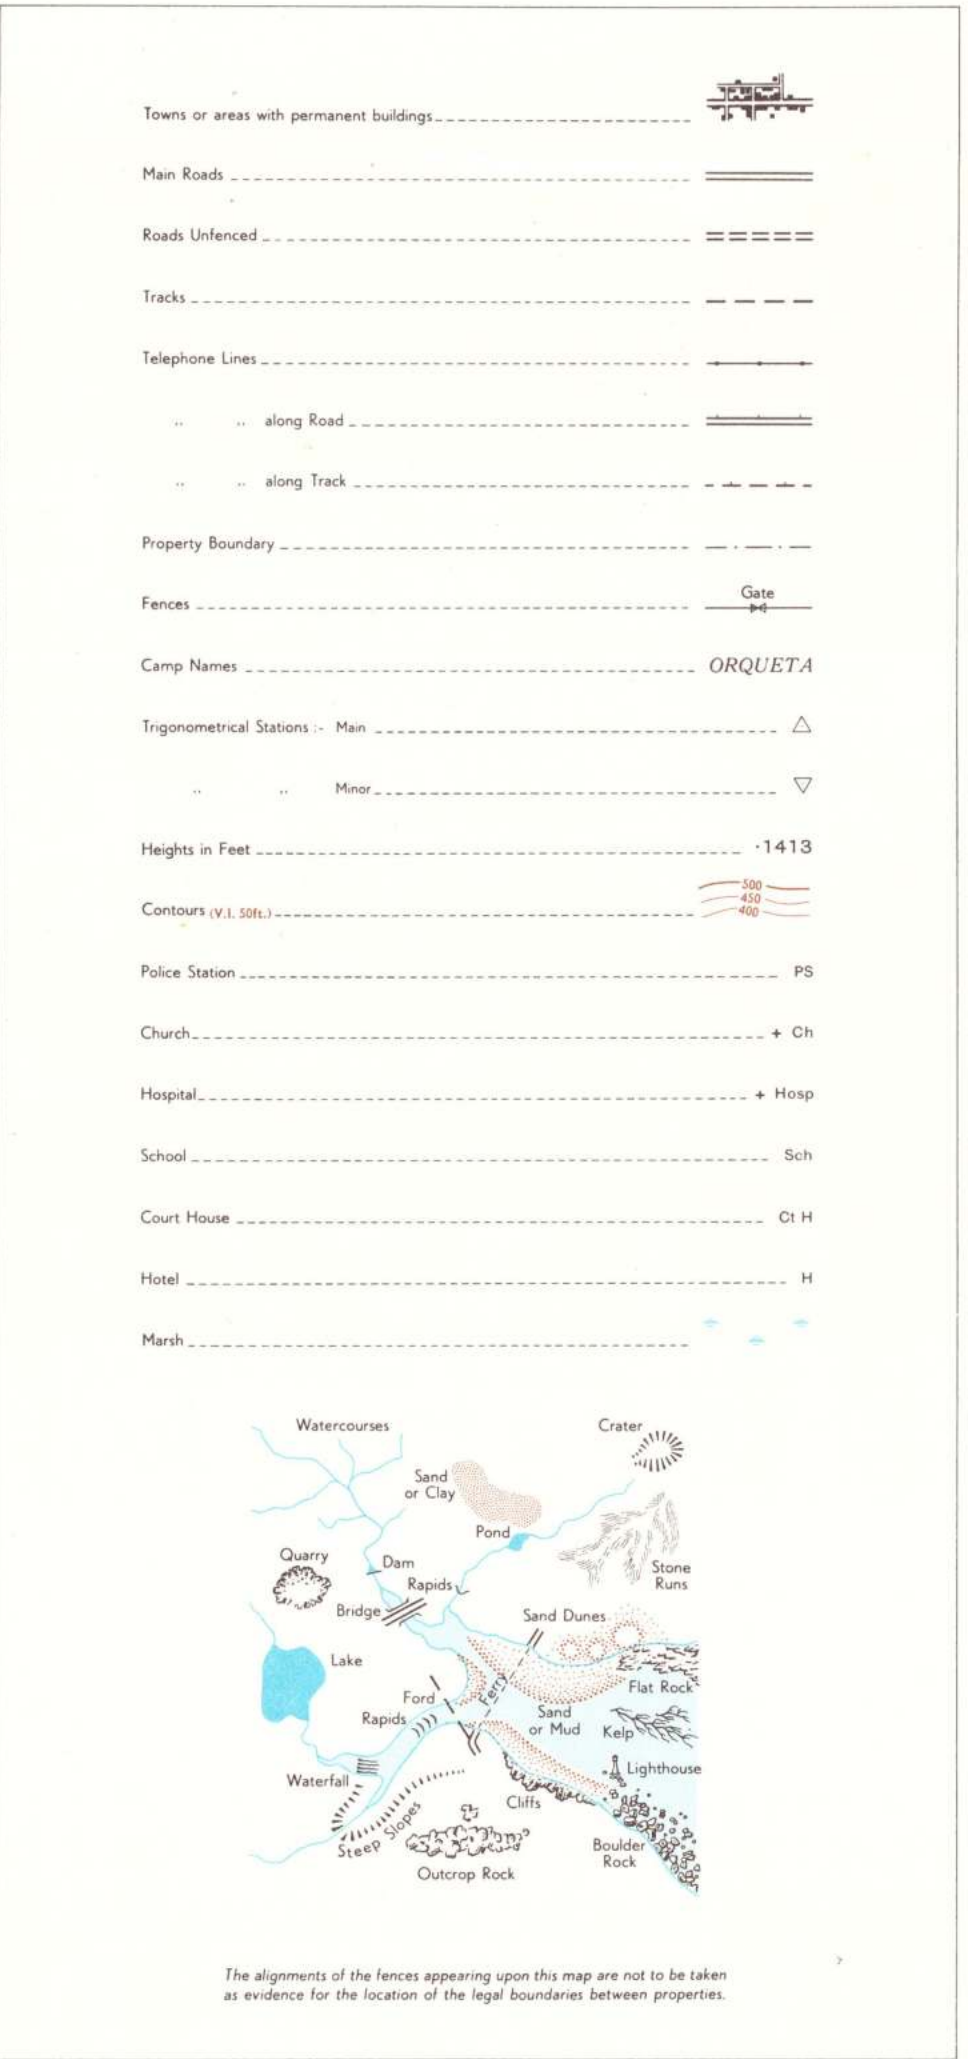 Towns or areas with permanent buildings
Main Roads
Roads Unfenced
Tracks
Telephone Lines
,, ,, along Road
,, ,, along Track
Property Boundary
Gate
Fences
Camp Names ORQUETA
Trigonometrical Stations :- Main
,, ,, Minor
Heights in Feet ·1413
500
450
Contours (V.I. 50ft.) 400
Police Station PS
Church + Ch
Hospital + Hosp
School Sch
Court House Ct H
Hotel H
Marsh
Watercourses
Crater
Sand
or Clay
Pond
Quarry
Dam
Stone
Runs
Rapids
Bridge
Sand Dunes
Lake
Flat Rock
Ferry
Ford
Sand
or Mud
Rapids
Kelp
Lighthouse
Waterfall
Cliffs
Steep Slopes
Boulder
Rock
Outcrop Rock
The alignments of the fences appearing upon this map are not to be taken
as evidence for the location of the legal boundaries between properties.